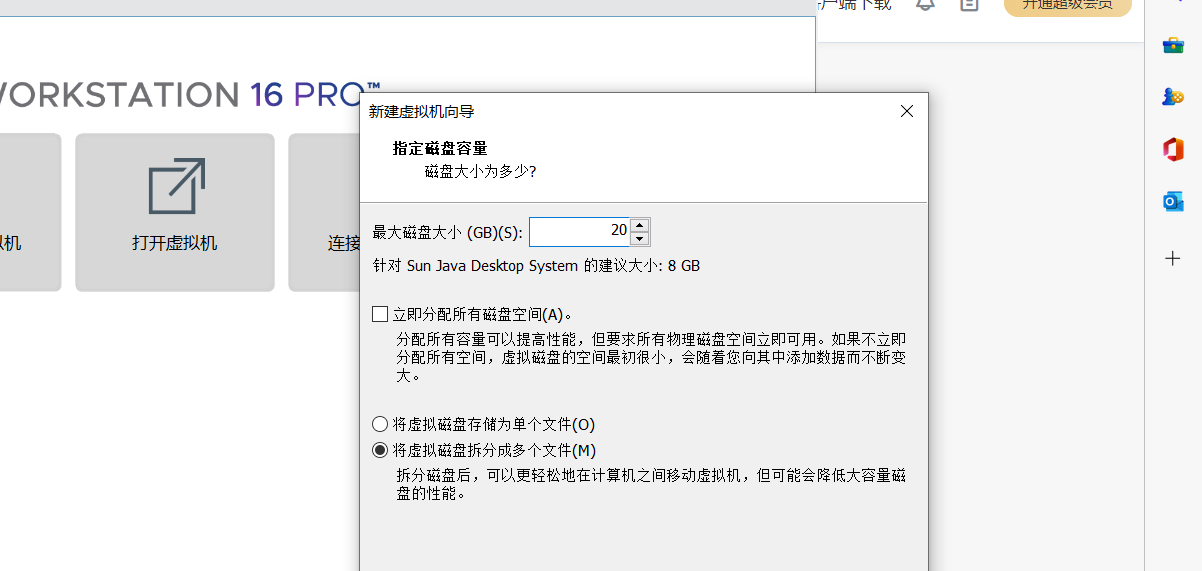 户端下载
开通超级会员
WORKSTATION 16 PRO™
新建虚拟机向导
指定磁盘容量
磁盘大小为多少?
打开虚拟机
连接
最大磁盘大小 (GB)(S): 20
针对 Sun Java Desktop System 的建议大小: 8 GB
立即分配所有磁盘空间(A)。
分配所有容量可以提高性能，但要求所有物理磁盘空间立即可用。如果不立即
分配所有空间，虚拟磁盘的空间最初很小，会随着您向其中添加数据而不断变
大。
将虚拟磁盘存储为单个文件(O)
将虚拟磁盘拆分成多个文件(M)
拆分磁盘后，可以更轻松地在计算机之间移动虚拟机，但可能会降低大容量磁
盘的性能。